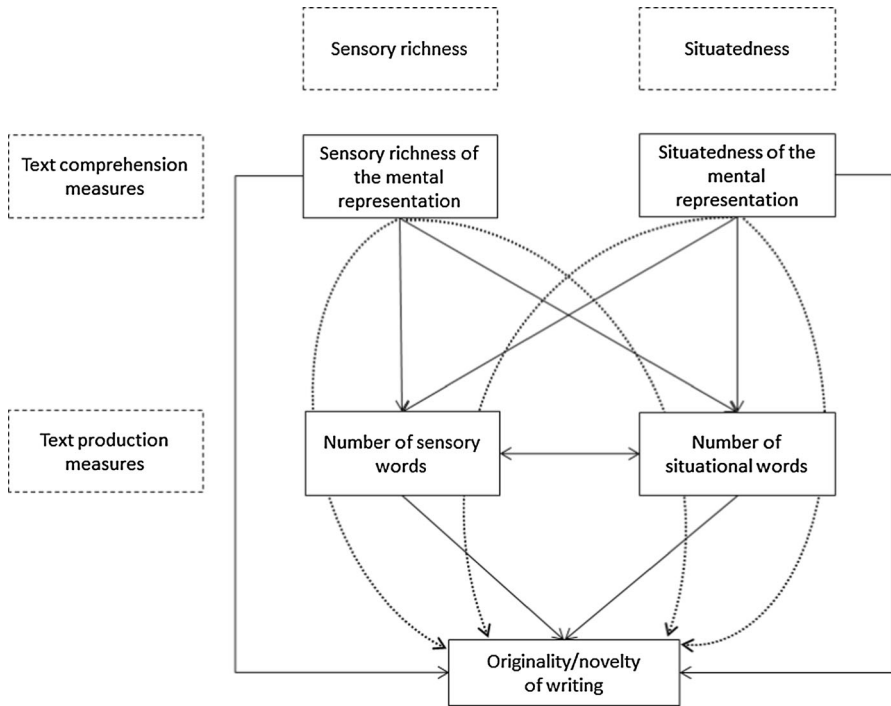 Sensory richness
Situatedness
Text comprehension
measures
Sensory richness of
the mental
representation
Situatedness of the
mental
representation
Text production
measures
Number of sensory
words
Number of
situational words
Originality/novelty
of writing